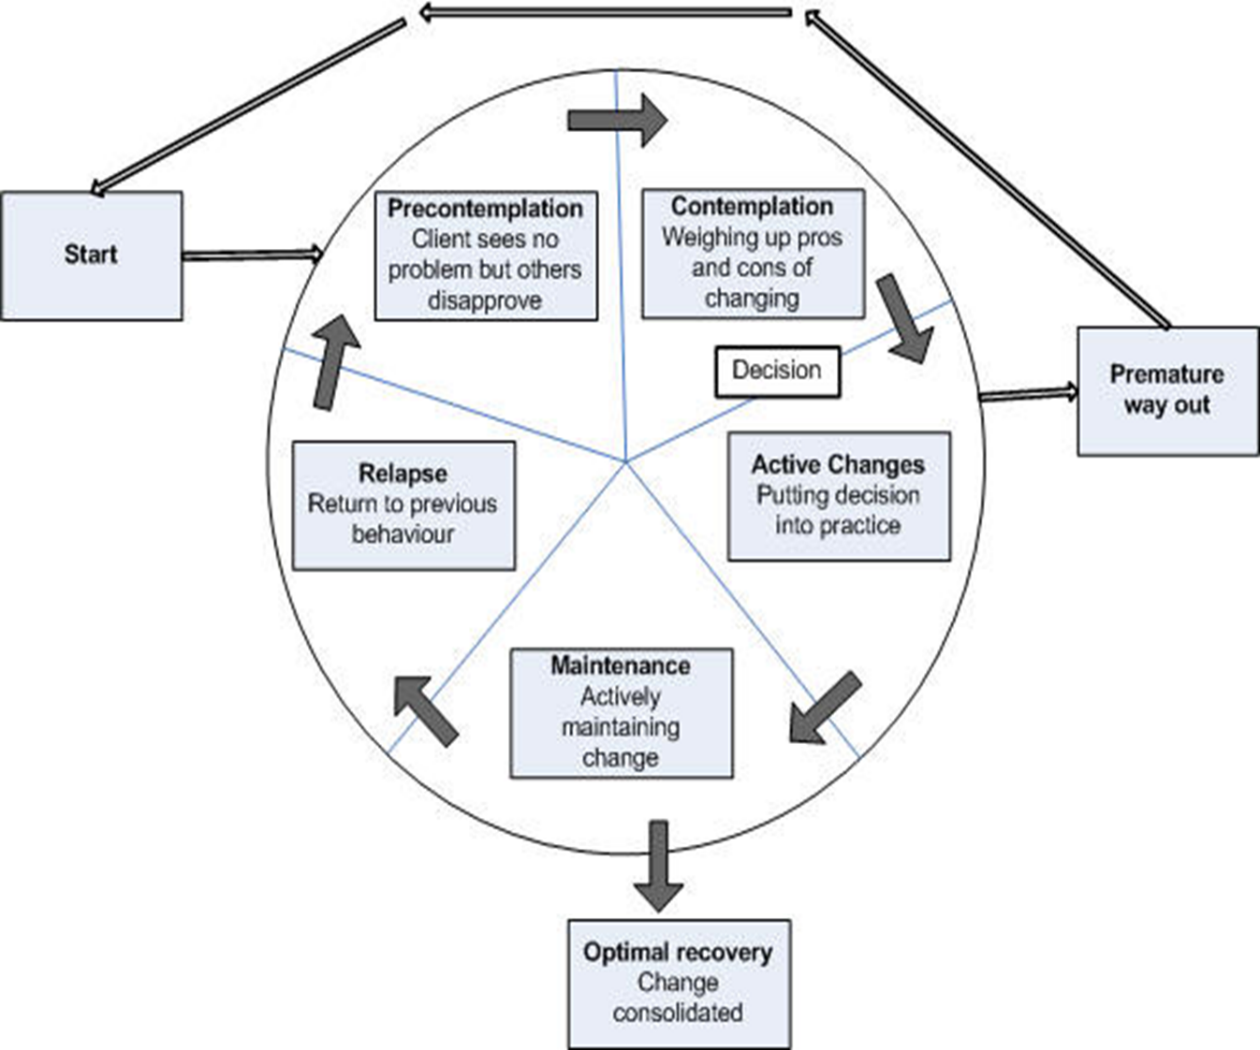 Start
Precontemplation
Client sees no
problem but others
disapprove
Contemplation
Weighing up pros
and cons of
changing
Decision
Premature
way out
Active Changes
Putting decision
into practice
Relapse
Return to previous
behaviour
Maintenance
Actively
maintaining
change
Optimal recovery
Change
consolidated